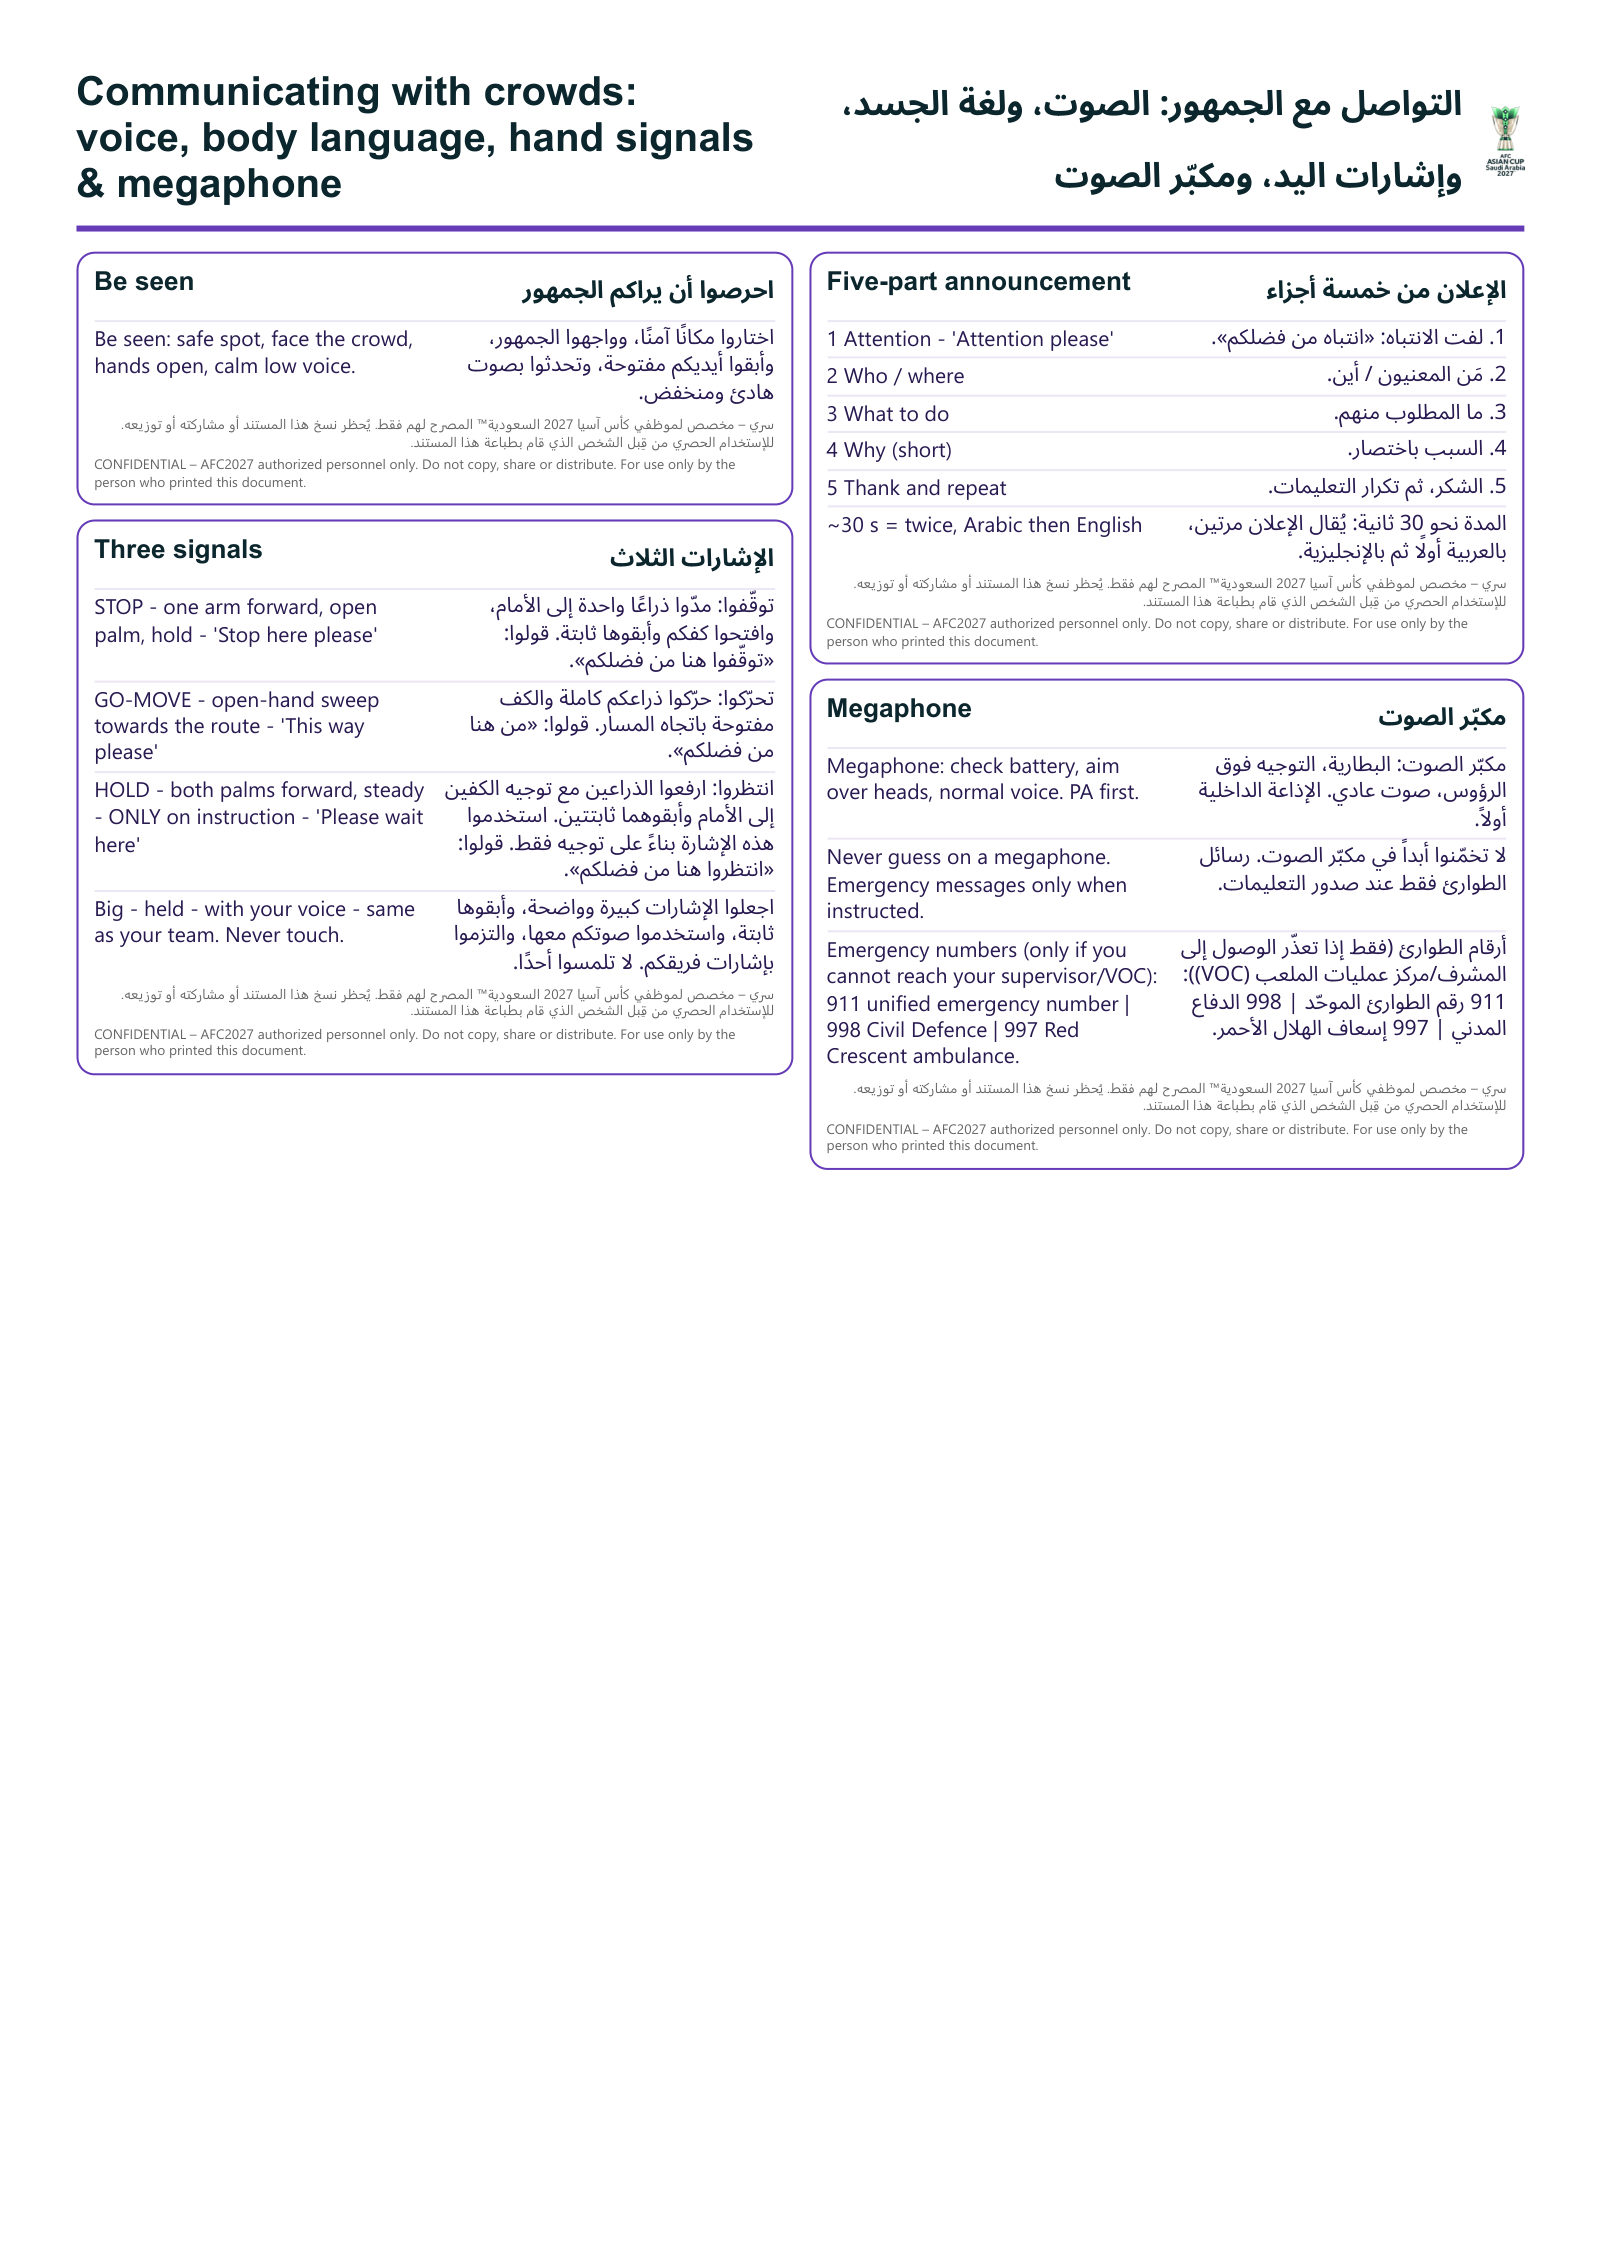 Communicating with crowds:
voice, body language, hand signals
& megaphone
التواصل مع الجمهور: الصوت، ولغة الجسد،
وإشارات اليد، ومكبّر الصوت
AFC
ASIAN CUP
Saudi Arabia
2027
Be seen
احرصوا أن يراكم الجمهور
Be seen: safe spot, face the crowd,
hands open, calm low voice.
اختاروا مكانًا آمنًا، وواجهوا الجمهور،
وأبقوا أيديكم مفتوحة، وتحدثوا بصوت
هادئ ومنخفض.
سري – مخصص لموظفي كأس آسيا 2027 السعودية™ المصرح لهم فقط. يُحظر نسخ هذا المستند أو مشاركته أو توزيعه.
للإستخدام الحصري من قِبل الشخص الذي قام بطباعة هذا المستند.
CONFIDENTIAL – AFC2027 authorized personnel only. Do not copy, share or distribute. For use only by the
person who printed this document.
Three signals
الإشارات الثلاث
STOP - one arm forward, open
palm, hold - 'Stop here please'
توقّفوا: مدّوا ذراعًا واحدة إلى الأمام،
وافتحوا كفكم وأبقوها ثابتة. قولوا:
«توقّفوا هنا من فضلكم».
GO-MOVE - open-hand sweep
towards the route - 'This way
please'
تحرّكوا: حرّكوا ذراعكم كاملة والكف
مفتوحة باتجاه المسار. قولوا: «من هنا
من فضلكم».
HOLD - both palms forward, steady
- ONLY on instruction - 'Please wait
here'
انتظروا: ارفعوا الذراعين مع توجيه الكفين
إلى الأمام وأبقوهما ثابتتين. استخدموا
هذه الإشارة بناءً على توجيه فقط. قولوا:
«انتظروا هنا من فضلكم».
Big - held - with your voice - same
as your team. Never touch.
اجعلوا الإشارات كبيرة وواضحة، وأبقوها
ثابتة، واستخدموا صوتكم معها، والتزموا
بإشارات فريقكم. لا تلمسوا أحدًا.
سري – مخصص لموظفي كأس آسيا 2027 السعودية™ المصرح لهم فقط. يُحظر نسخ هذا المستند أو مشاركته أو توزيعه.
للإستخدام الحصري من قِبل الشخص الذي قام بطباعة هذا المستند.
CONFIDENTIAL – AFC2027 authorized personnel only. Do not copy, share or distribute. For use only by the
person who printed this document.
Five-part announcement
الإعلان من خمسة أجزاء
1 Attention - 'Attention please'
1. لفت الانتباه: «انتباه من فضلكم».
2 Who / where
2. مَن المعنيون / أين.
3 What to do
3. ما المطلوب منهم.
4 Why (short)
4. السبب باختصار.
5 Thank and repeat
5. الشكر، ثم تكرار التعليمات.
~30 s = twice, Arabic then English
المدة نحو 30 ثانية: يُقال الإعلان مرتين،
بالعربية أولًا ثم بالإنجليزية.
سري – مخصص لموظفي كأس آسيا 2027 السعودية™ المصرح لهم فقط. يُحظر نسخ هذا المستند أو مشاركته أو توزيعه.
للإستخدام الحصري من قِبل الشخص الذي قام بطباعة هذا المستند.
CONFIDENTIAL – AFC2027 authorized personnel only. Do not copy, share or distribute. For use only by the
person who printed this document.
Megaphone
مكبّر الصوت
Megaphone: check battery, aim
over heads, normal voice. PA first.
مكبّر الصوت: البطارية، التوجيه فوق
الرؤوس، صوت عادي. الإذاعة الداخلية
أولاً.
Never guess on a megaphone.
Emergency messages only when
instructed.
لا تخمّنوا أبداً في مكبّر الصوت. رسائل
الطوارئ فقط عند صدور التعليمات.
Emergency numbers (only if you
cannot reach your supervisor/VOC):
911 unified emergency number |
998 Civil Defence | 997 Red
Crescent ambulance.
أرقام الطوارئ (فقط إذا تعذّر الوصول إلى
المشرف/مركز عمليات الملعب (VOC)):
911 رقم الطوارئ الموحّد | 998 الدفاع
المدني | 997 إسعاف الهلال الأحمر.
سري – مخصص لموظفي كأس آسيا 2027 السعودية™ المصرح لهم فقط. يُحظر نسخ هذا المستند أو مشاركته أو توزيعه.
للإستخدام الحصري من قِبل الشخص الذي قام بطباعة هذا المستند.
CONFIDENTIAL – AFC2027 authorized personnel only. Do not copy, share or distribute. For use only by the
person who printed this document.